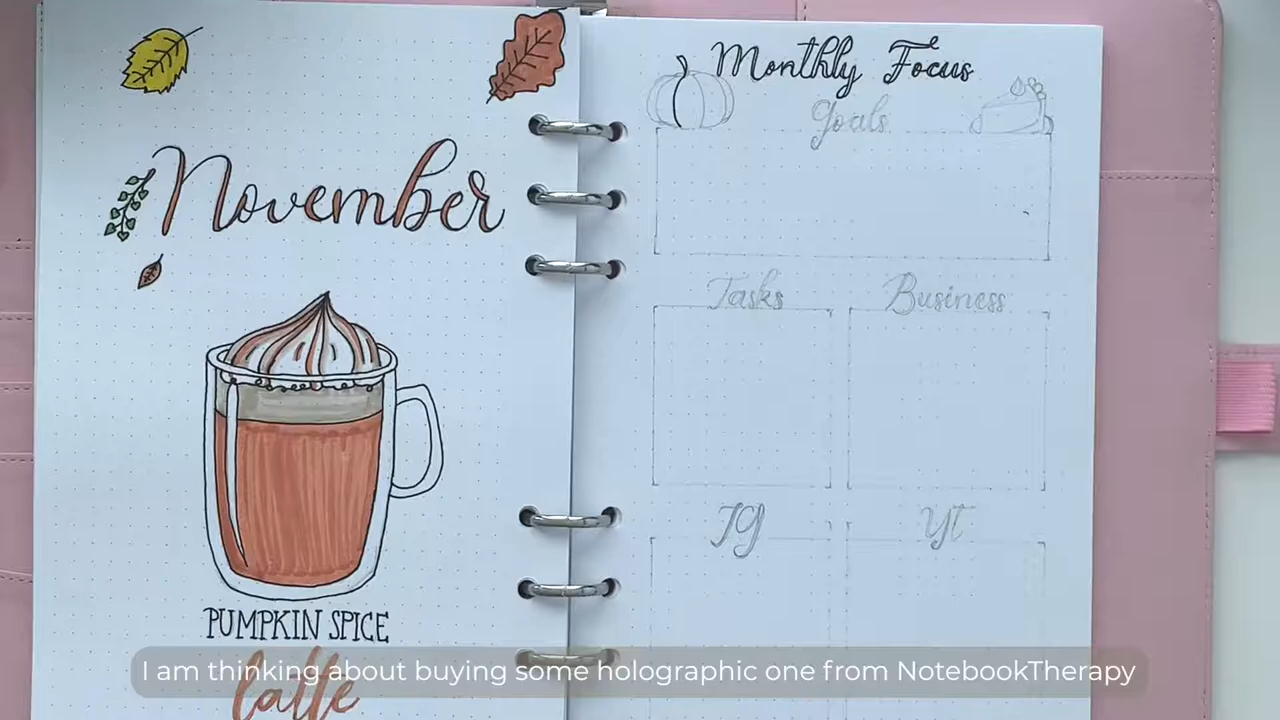 November
PUMPKIN SPICE
latte
Monthly Focus
Goals
Tasks
Business
IG
YT
I am thinking about buying some holographic one from NotebookTherapy